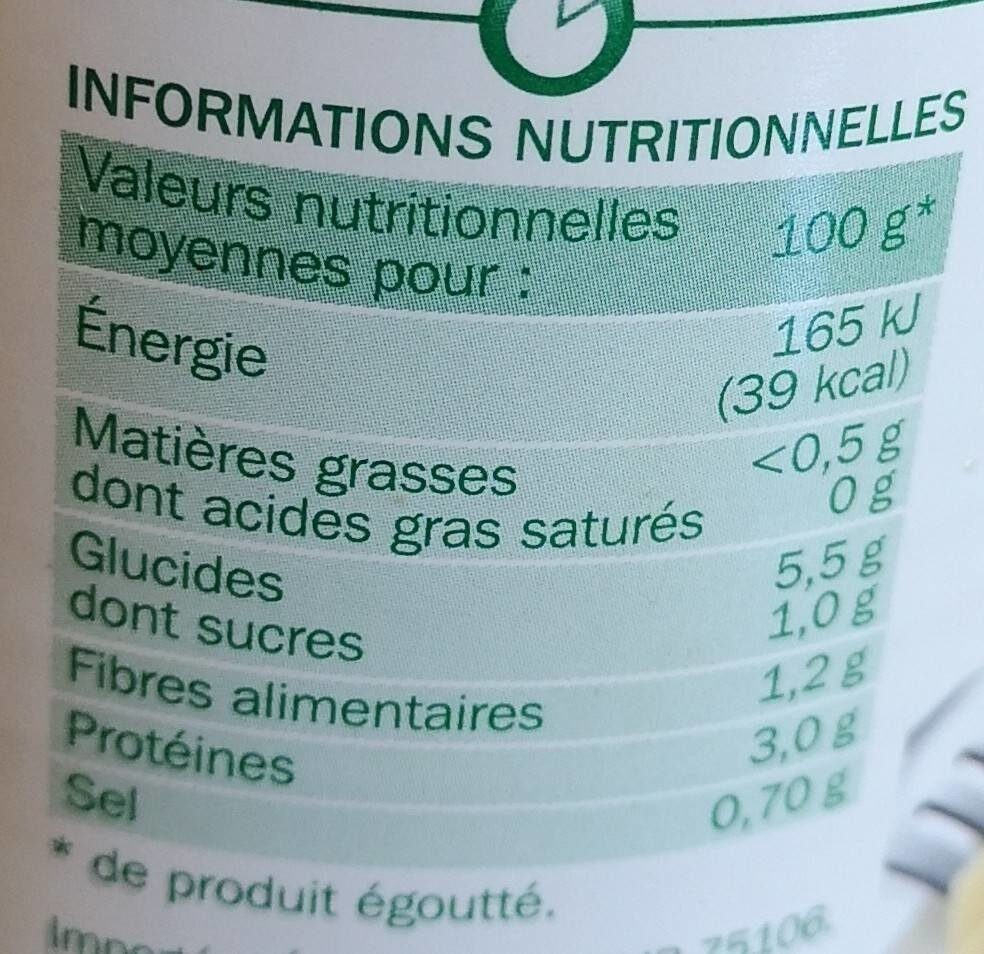 INFORMATIONS NUTRITIONNELLES
Valeurs nutritionnelles
moyennes pour : 100 g*
Énergie 165 kJ
(39 kcal)
Matières grasses <0,5 g
dont acides gras saturés 0 g
Glucides 5,5 g
dont sucres 1,0 g
Fibres alimentaires 1,2 g
Protéines 3,0 g
Sel 0,70 g
* de produit égoutté.
75106.